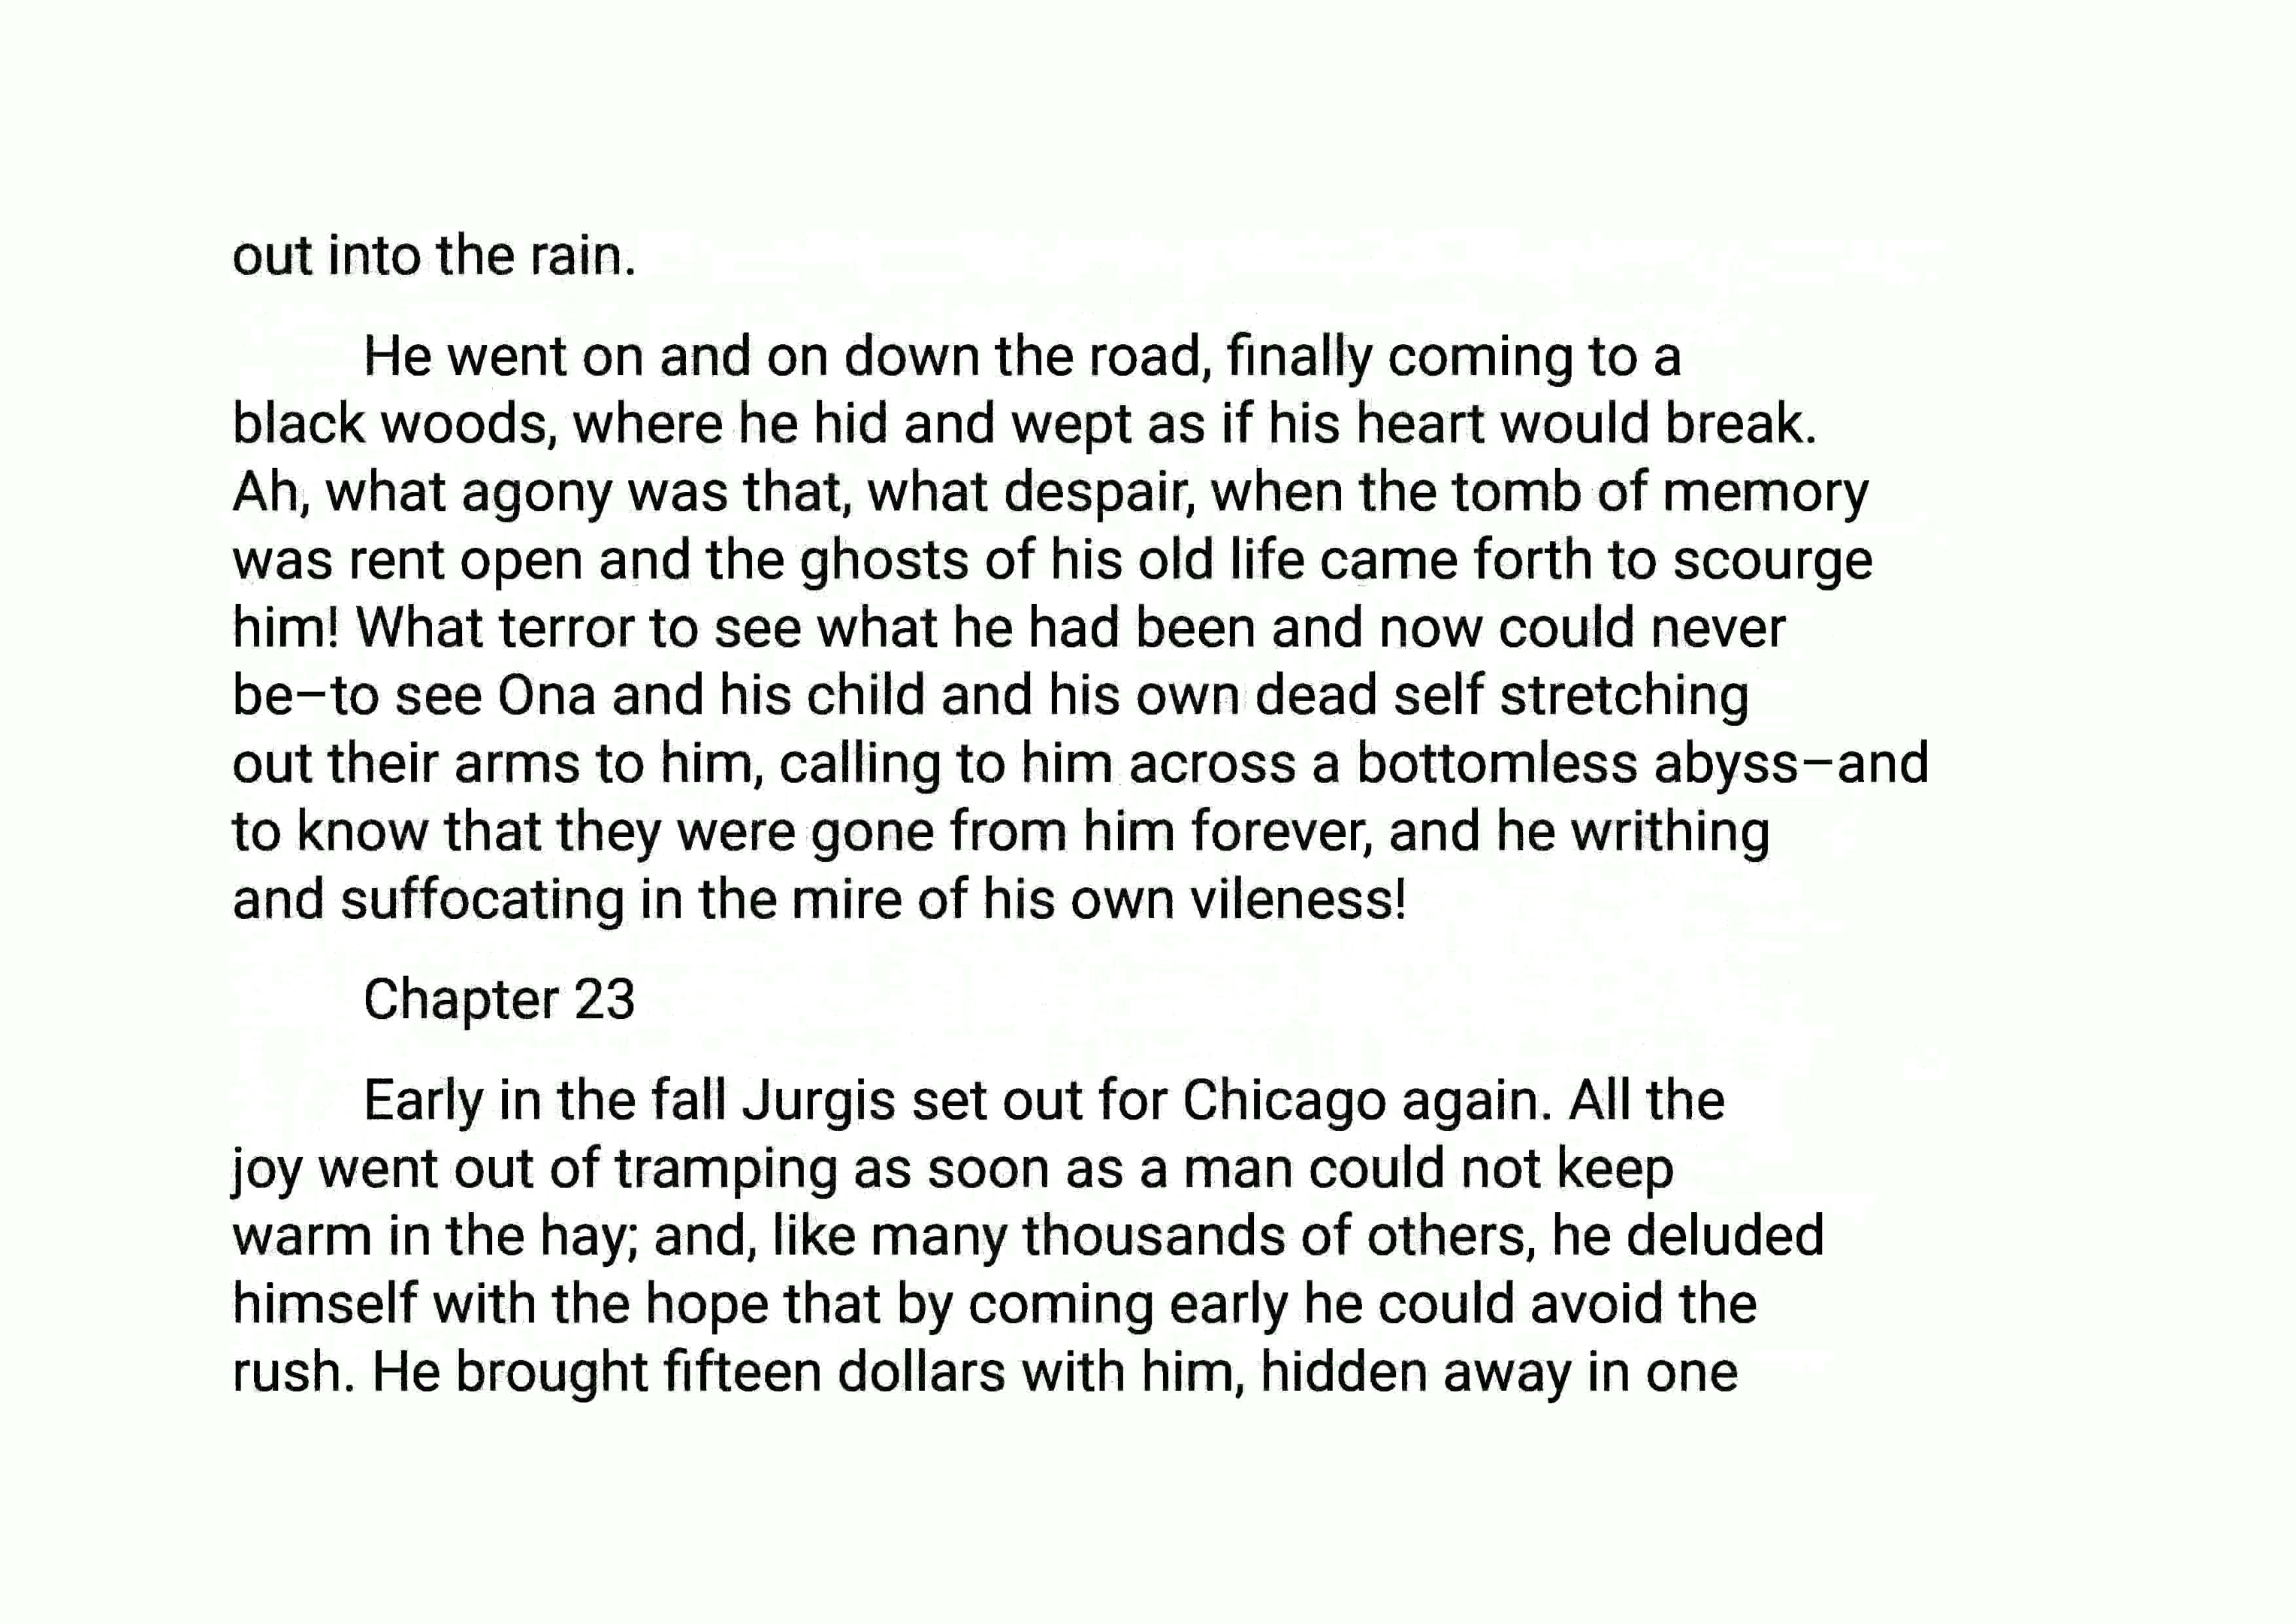 out into the rain.
He went on and on down the road, finally coming to a
black woods, where he hid and wept as if his heart would break.
Ah, what agony was that, what despair, when the tomb of memory
was rent open and the ghosts of his old life came forth to scourge
him! What terror to see what he had been and now could never
be—to see Ona and his child and his own dead self stretching
out their arms to him, calling to him across a bottomless abyss—and
to know that they were gone from him forever, and he writhing
and suffocating in the mire of his own vileness!
Chapter 23
Early in the fall Jurgis set out for Chicago again. All the
joy went out of tramping as soon as a man could not keep
warm in the hay; and, like many thousands of others, he deluded
himself with the hope that by coming early he could avoid the
rush. He brought fifteen dollars with him, hidden away in one